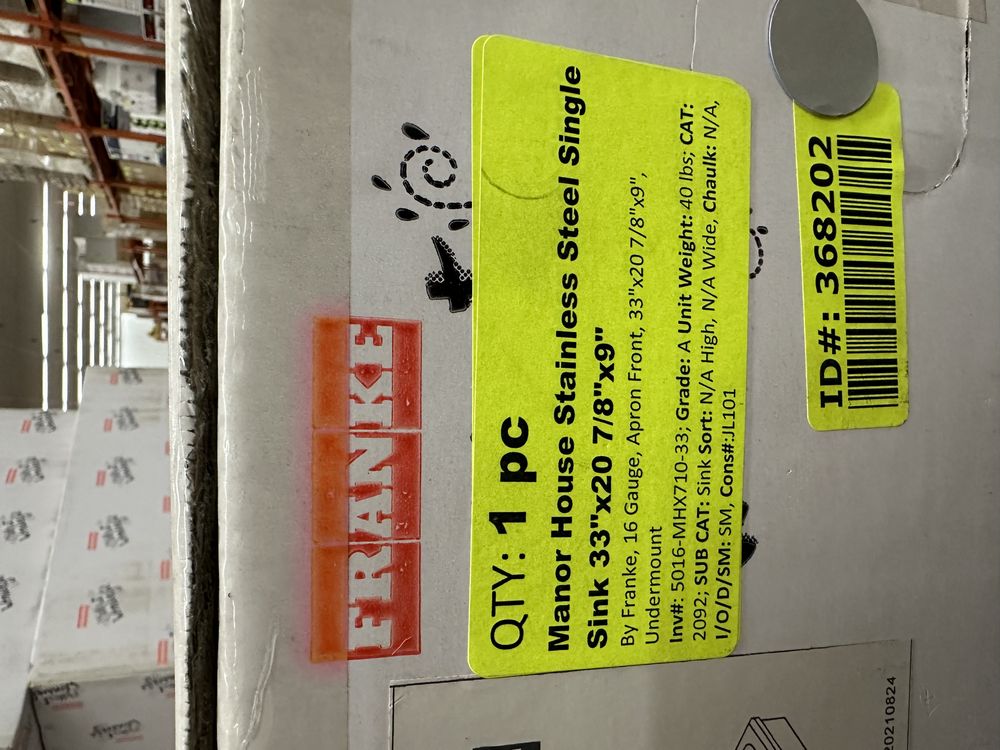 FRANKE
QTY: 1 pc
Manor House Stainless Steel Single
Sink 33"x20 7/8"x9"
By Franke, 16 Gauge, Apron Front, 33"x20 7/8"x9",
Undermount
Inv#: 5016-MHX710-33; Grade: A Unit Weight: 40 lbs; CAT:
2092; SUB CAT: Sink Sort: N/A High, N/A Wide, Chaulk: N/A,
I/O/D/SM: SM, Cons#:JL101
ID#: 368202
20210824